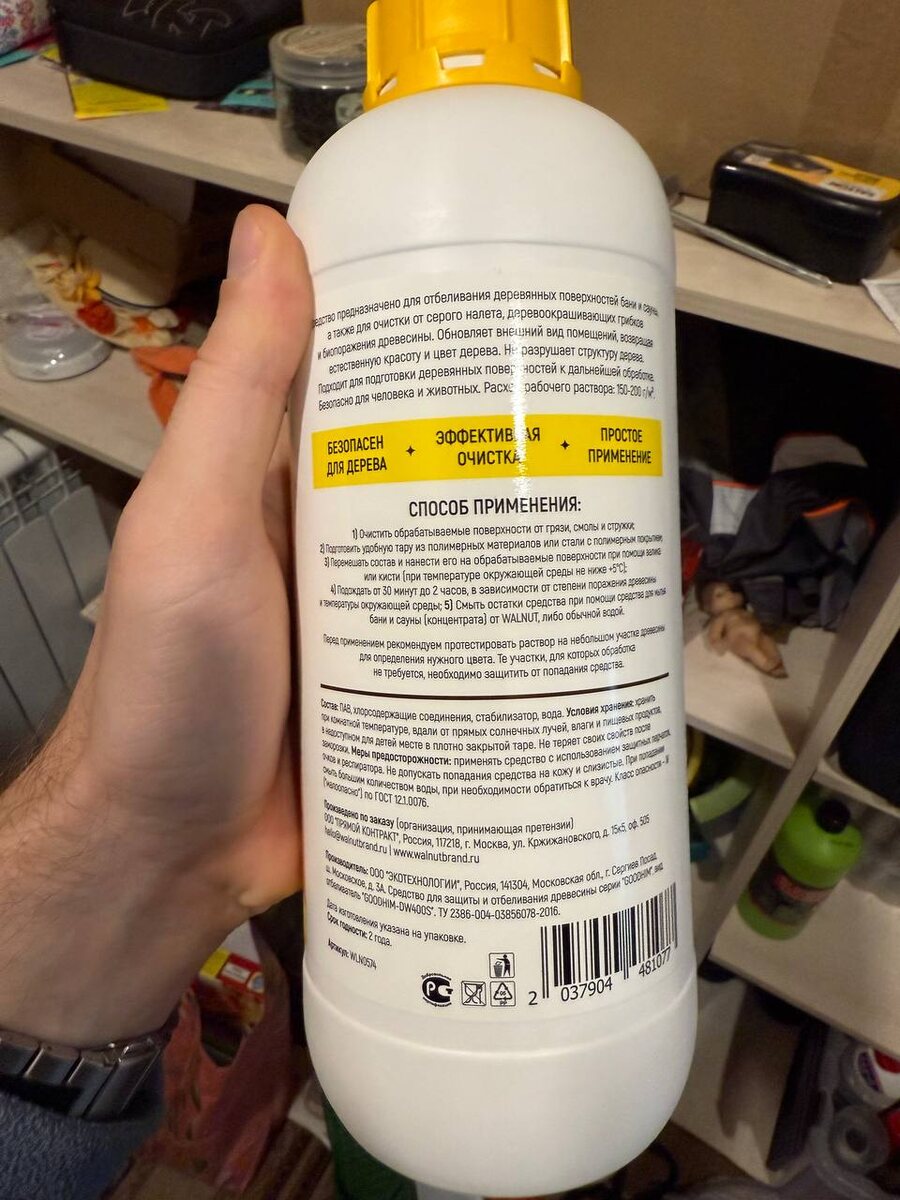 предназначено для отбеливания деревянных поверхностей бани и сауны,
а также для очистки от серого налета, деревоокрашивающих грибков
и биопоражения древесины. Обновляет внешний вид помещений, возвращая
естественную красоту и цвет дерева. Не разрушает структуру дерева.
Подходит для подготовки деревянных поверхностей к дальнейшей обработке.
Безопасно для человека и животных. Расход рабочего раствора: 150-200 г/м².
БЕЗОПАСЕН ✦ ЭФФЕКТИВНАЯ ✦ ПРОСТОЕ
ДЛЯ ДЕРЕВА ОЧИСТКА ПРИМЕНЕНИЕ
СПОСОБ ПРИМЕНЕНИЯ:
1) Очистить обрабатываемые поверхности от грязи, смолы и стружки;
2) Подготовить удобную тару из полимерных материалов или стали с полимерным покрытием;
3) Перемешать состав и нанести его на обрабатываемые поверхности при помощи валика
или кисти (при температуре окружающей среды не ниже +5°C);
4) Подождать от 30 минут до 2 часов, в зависимости от степени поражения древесины
и температуры окружающей среды; 5) Смыть остатки средства при помощи средства для мытья
бани и сауны (концентрата) от WALNUT, либо обычной водой.
Перед применением рекомендуем протестировать раствор на небольшом участке древесины
для определения нужного цвета. Те участки, для которых обработка
не требуется, необходимо защитить от попадания средства.
Состав: ПАВ, хлорсодержащие соединения, стабилизатор, вода. Условия хранения: хранить
при комнатной температуре, вдали от прямых солнечных лучей, влаги и пищевых продуктов,
в недоступном для детей месте в плотно закрытой таре. Не теряет своих свойств после
заморозки. Меры предосторожности: применять средство с использованием защитных перчаток,
очков и респиратора. Не допускать попадания средства на кожу и слизистые. При попадании
смыть большим количеством воды, при необходимости обратиться к врачу. Класс опасности - IV
("малоопасно") по ГОСТ 12.1.0076.
Произведено по заказу (организация, принимающая претензии)
ООО "ПРЯМОЙ КОНТРАКТ", Россия, 117218, г. Москва, ул. Кржижановского, д. 15к5, оф. 505
hello@walnutbrand.ru | www.walnutbrand.ru
Производитель: ООО "ЭКОТЕХНОЛОГИИ", Россия, 141304, Московская обл., г. Сергиев Посад
ш. Московское, д. 3А. Средство для защиты и отбеливания древесины серии "GOODHIM", вид
отбеливатель "GOODHIM-DW400S". ТУ 2386-004-03856078-2016.
Дата изготовления указана на упаковке.
Срок годности: 2 года.
Артикул: WLN0574
2 037904 481077